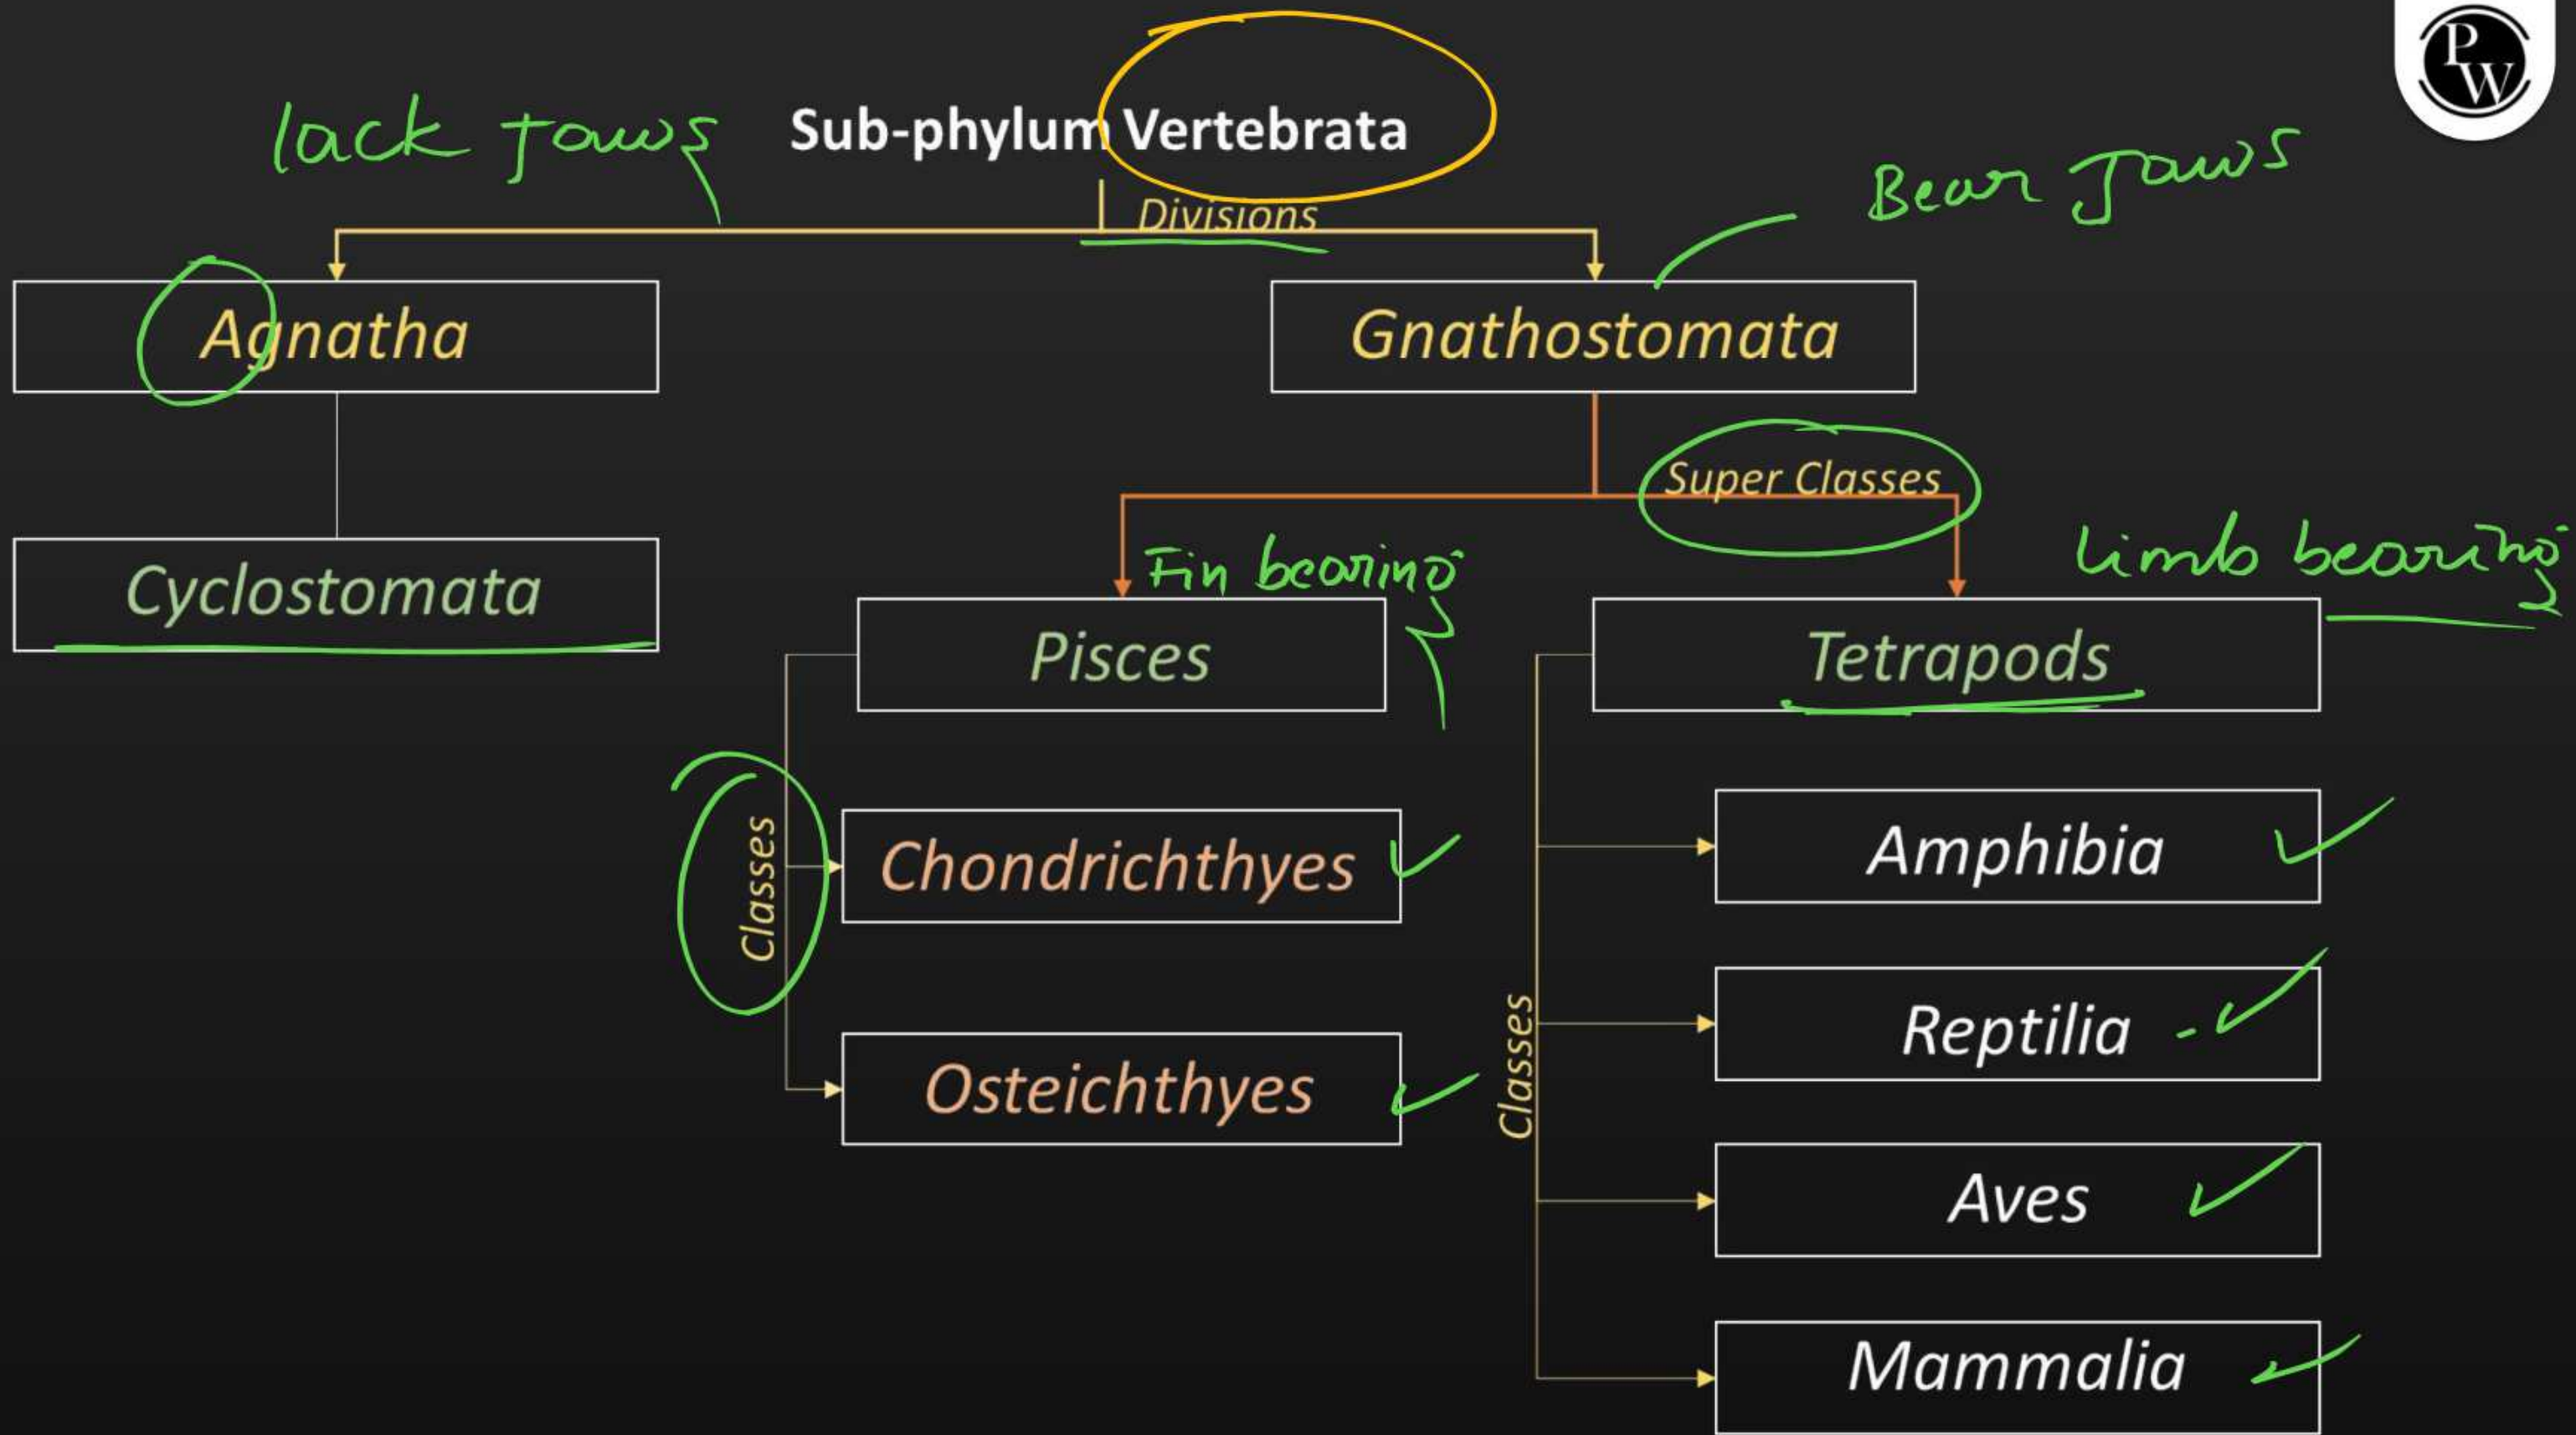 PW
lack Jaws
Sub-phylum Vertebrata
Bear Jaws
Divisions
Agnatha
Gnathostomata
Super Classes
Cyclostomata
Fin bearing
limb bearing
Pisces
Tetrapods
Classes
Chondrichthyes
Amphibia
Osteichthyes
Classes
Reptilia
Aves
Mammalia